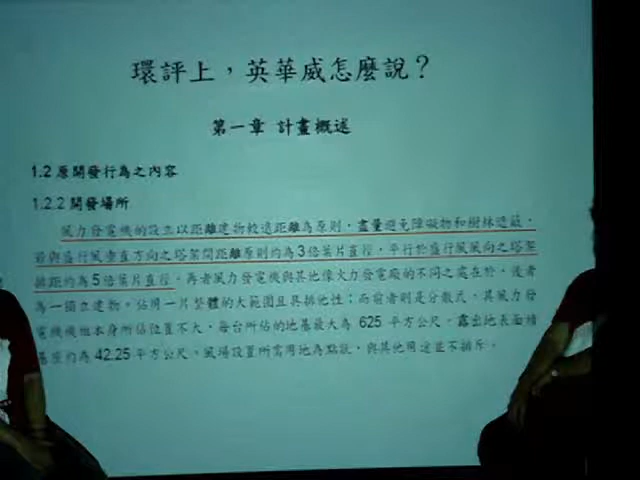 環評上，英華威怎麼說？
第一章 計畫概述
1.2 原開發行為之內容
1.2.2 開發場所
風力發電機的設立以距離建物較遠距離為原則，盡量避免障礙物和樹林遮蔽，
若與盛行風垂直方向之塔架間距離原則約為3倍葉片直徑，平行於盛行風風向之塔架
排距約為5倍葉片直徑。再者風力發電機與其他像火力發電廠的不同之處在於，後者
為一獨立建物，佔用一片整體的大範圍且具排他性；而前者則是分散式，其風力發
電機機組本身所佔位置不大，每台所佔的地基最大為 625 平方公尺，露出地表面積
基座約為 42.25 平方公尺，風場設置所需用地為點狀，與其他用途並不排斥。